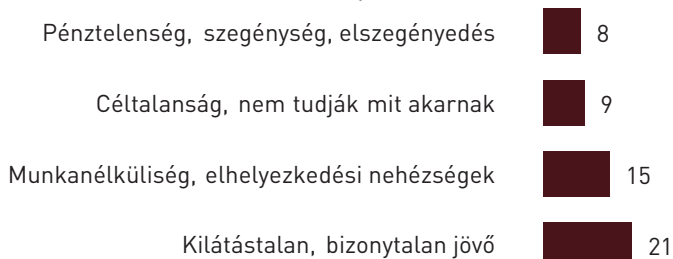 Pénztelenség, szegénység, elszegényedés 8
Céltalanság, nem tudják mit akarnak 9
Munkanélküliség, elhelyezkedési nehézségek 15
Kilátástalan, bizonytalan jövő 21